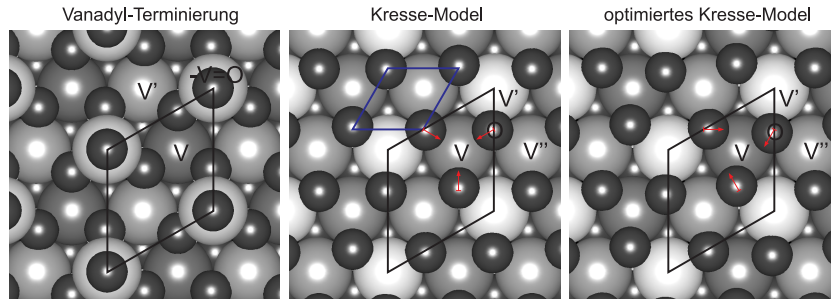 Vanadyl-Terminierung
Kresse-Model
optimiertes Kresse-Model
-V=O
V'
V
V'
O
V
V''
V'
O
V
V''